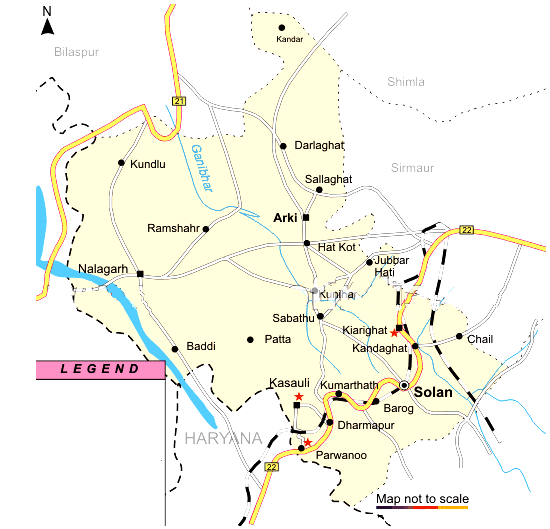 N
Kandar
Bilaspur
Shimla
21
Darlaghat
Kundlu
Ganibhar
Sirmaur
Sallaghat
Arki
Ramshahr
22
Hat Kot
Jubbar
Hati
Nalagarh
Sabathu
Kiarighat
Patta
Chail
Baddi
Kandaghat
LEGEND
Kasauli
Kumarthath
Solan
Barog
Dharmapur
HARYANA
Parwanoo
22
Map not to scale